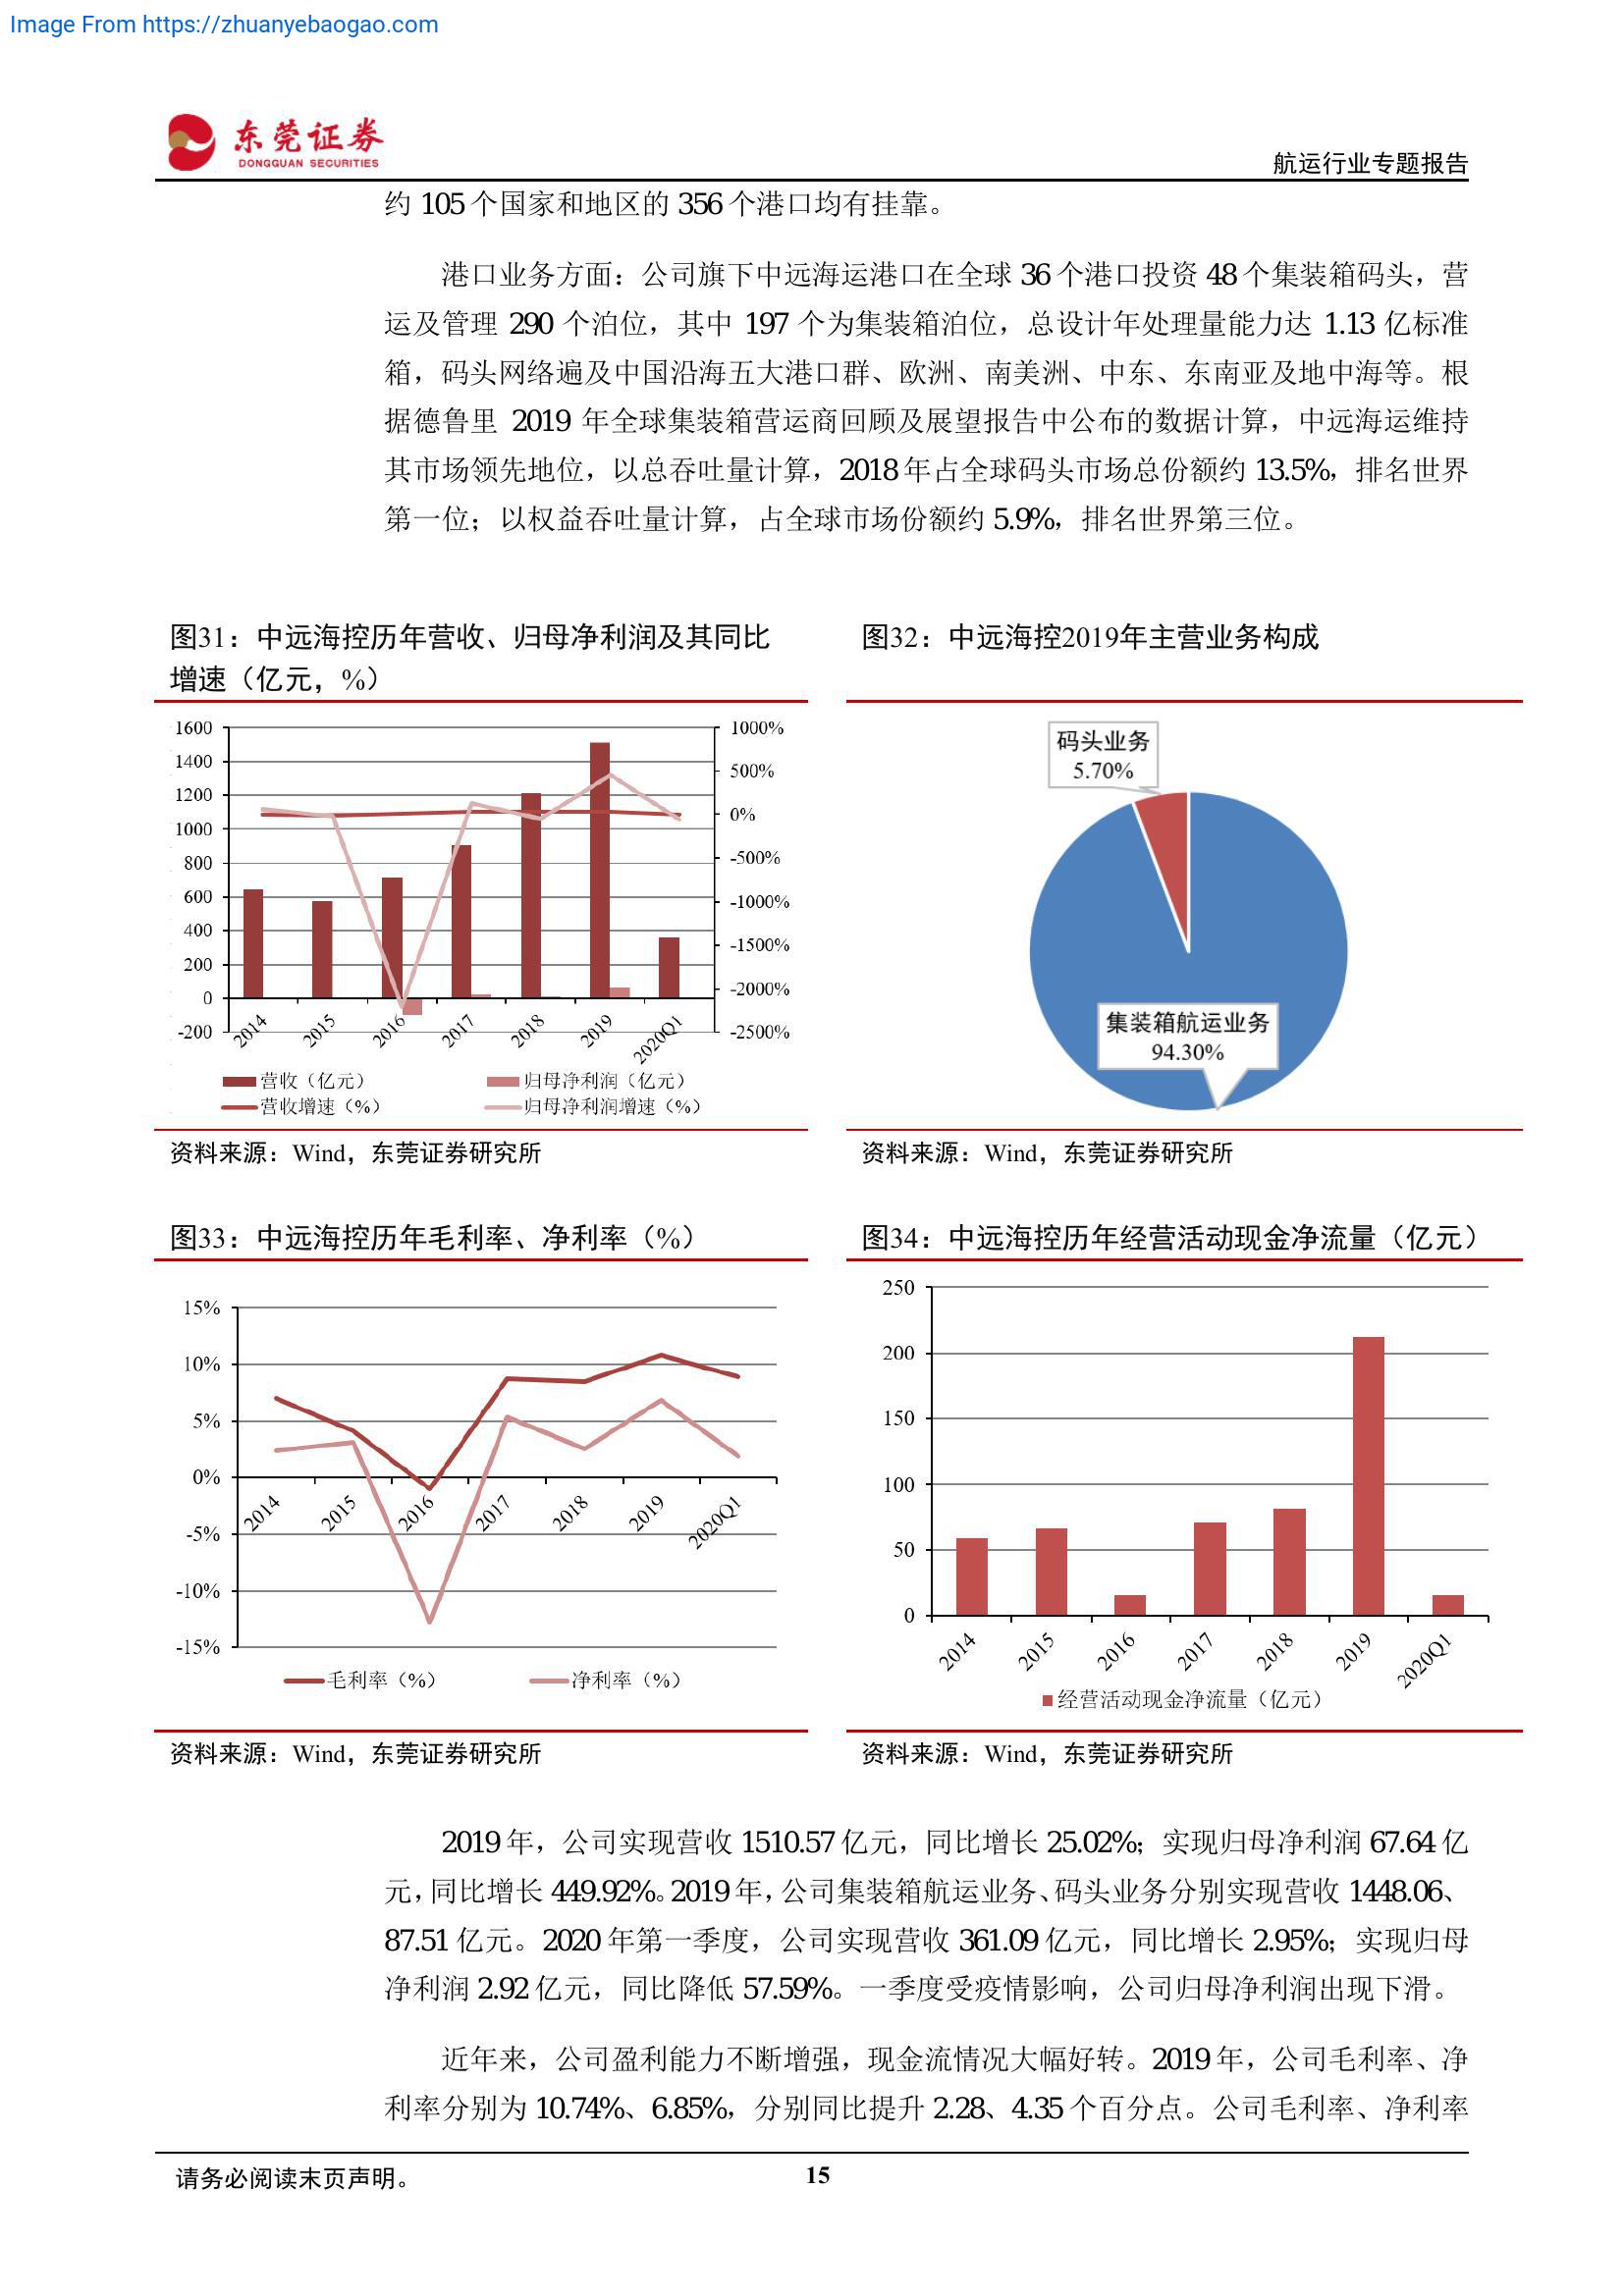 Image From https://zhuanyebaogao.com
东莞证券
DONGGUAN SECURITIES
航运行业专题报告
约 105 个国家和地区的 356 个港口均有挂靠。
港口业务方面：公司旗下中远海运港口在全球 36 个港口投资 48 个集装箱码头，营
运及管理 290 个泊位，其中 197 个为集装箱泊位，总设计年处理量能力达 1.13 亿标准
箱，码头网络遍及中国沿海五大港口群、欧洲、南美洲、中东、东南亚及地中海等。根
据德鲁里 2019 年全球集装箱营运商回顾及展望报告中公布的数据计算，中远海运维持
其市场领先地位，以总吞吐量计算，2018 年占全球码头市场总份额约 13.5%，排名世界
第一位；以权益吞吐量计算，占全球市场份额约 5.9%，排名世界第三位。
图31：中远海控历年营收、归母净利润及其同比
增速（亿元，%）
1600
1400
1200
1000
800
600
400
200
0
-200
1000%
500%
0%
-500%
-1000%
-1500%
-2000%
-2500%
2014
2015
2016
2017
2018
2019
2020Q1
营收（亿元）
归母净利润（亿元）
营收增速（%）
归母净利润增速（%）
资料来源：Wind，东莞证券研究所
图32：中远海控2019年主营业务构成
码头业务
5.70%
集装箱航运业务
94.30%
资料来源：Wind，东莞证券研究所
图33：中远海控历年毛利率、净利率（%）
15%
10%
5%
0%
-5%
-10%
-15%
2014
2015
2016
2017
2018
2019
2020Q1
毛利率（%）
净利率（%）
资料来源：Wind，东莞证券研究所
图34：中远海控历年经营活动现金净流量（亿元）
250
200
150
100
50
0
2014
2015
2016
2017
2018
2019
2020Q1
经营活动现金净流量（亿元）
资料来源：Wind，东莞证券研究所
2019 年，公司实现营收 1510.57 亿元，同比增长 25.02%；实现归母净利润 67.64 亿
元，同比增长 449.92%。2019 年，公司集装箱航运业务、码头业务分别实现营收 1448.06、
87.51 亿元。2020 年第一季度，公司实现营收 361.09 亿元，同比增长 2.95%；实现归母
净利润 2.92 亿元，同比降低 57.59%。一季度受疫情影响，公司归母净利润出现下滑。
近年来，公司盈利能力不断增强，现金流情况大幅好转。2019 年，公司毛利率、净
利率分别为 10.74%、6.85%，分别同比提升 2.28、4.35 个百分点。公司毛利率、净利率
请务必阅读末页声明。
15